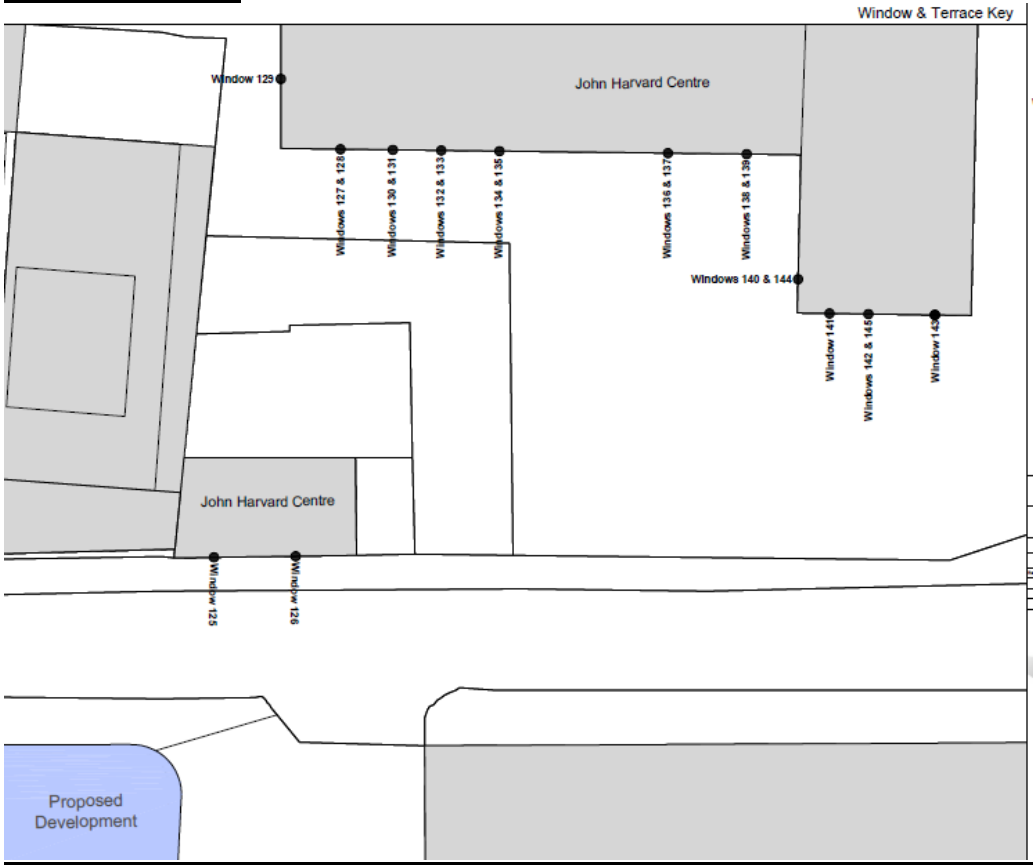 Window & Terrace Key
Window 129
John Harvard Centre
Windows 127 & 128
Windows 130 & 131
Windows 132 & 133
Windows 134 & 135
Windows 136 & 137
Windows 138 & 139
Windows 140 & 144
Window 141
Windows 142 & 145
Window 143
John Harvard Centre
Window 125
Window 126
Proposed
Development